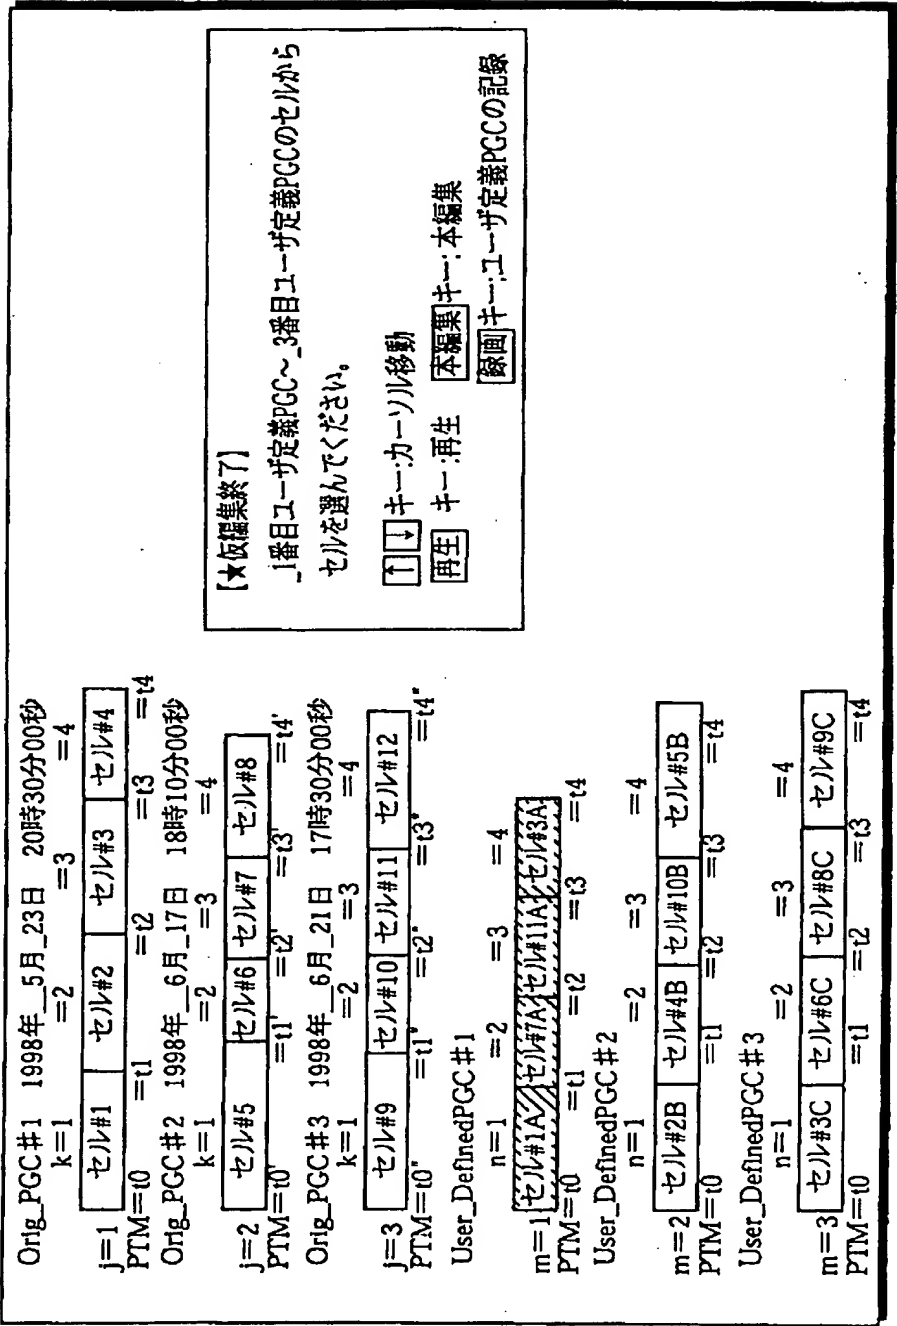 Orig_PGC#1 1998年__5月_23日 20時30分00秒
k=1 =2 =3 =4
j=1 セル#1 セル#2 セル#3 セル#4
PTM=t0 =t1 =t2 =t3 =t4
Orig_PGC#2 1998年__6月_17日 18時10分00秒
k=1 =2 =3 =4
j=2 セル#5 セル#6 セル#7 セル#8
PTM=t0' =t1' =t2' =t3' =t4'
Orig_PGC#3 1998年__6月_21日 17時30分00秒
k=1 =2 =3 =4
j=3 セル#9 セル#10 セル#11 セル#12
PTM=t0" =t1" =t2" =t3" =t4"
User_DefinedPGC#1
n=1 =2 =3 =4
m=1 セル#1A セル#7A セル#11A セル#3A
PTM=t0 =t1 =t2 =t3 =t4
User_DefinedPGC#2
n=1 =2 =3 =4
m=2 セル#2B セル#4B セル#10B セル#5B
PTM=t0 =t1 =t2 =t3 =t4
User_DefinedPGC#3
n=1 =2 =3 =4
m=3 セル#3C セル#6C セル#8C セル#9C
PTM=t0 =t1 =t2 =t3 =t4
【★仮編集終了】
_1番目ユーザ定義PGC～_3番目ユーザ定義PGCのセルから
セルを選んでください。
↑ ↓ キー:カーソル移動
再生 キー:再生 本編集 キー:本編集
録画 キー:ユーザ定義PGCの記録